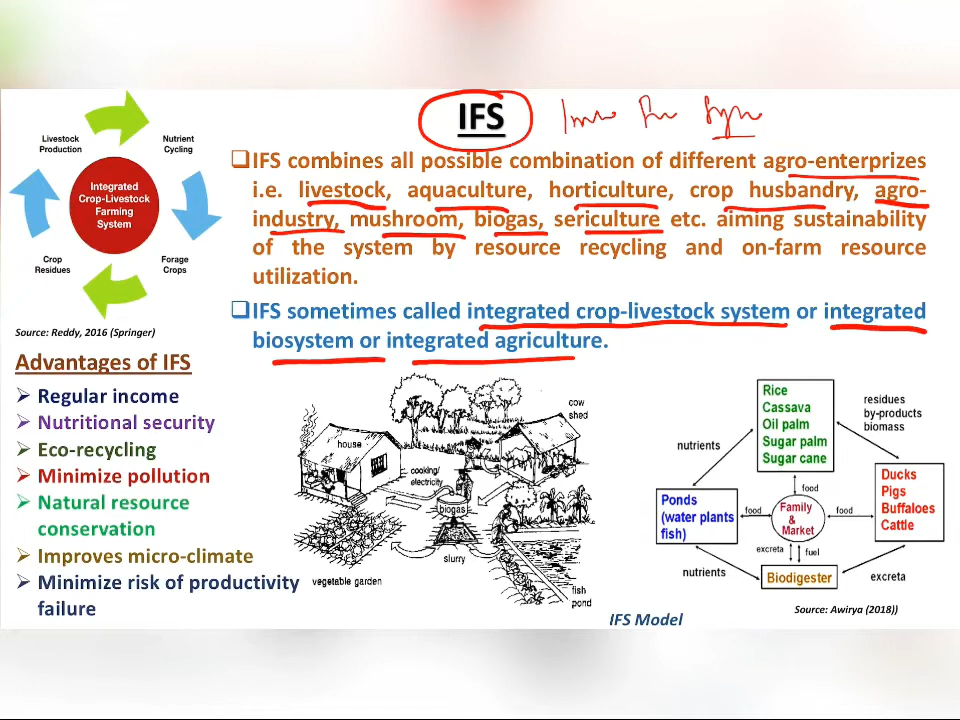 IFS
IFS combines all possible combination of different agro-enterprizes
i.e. livestock, aquaculture, horticulture, crop husbandry, agro-
industry, mushroom, biogas, sericulture etc. aiming sustainability
of the system by resource recycling and on-farm resource
utilization.
IFS sometimes called integrated crop-livestock system or integrated
biosystem or integrated agriculture.
Livestock
Production
Nutrient
Cycling
Integrated
Crop-Livestock
Farming
System
Crop
Residues
Forage
Crops
Source: Reddy, 2016 (Springer)
Advantages of IFS
Regular income
Nutritional security
Eco-recycling
Minimize pollution
Natural resource
conservation
Improves micro-climate
Minimize risk of productivity
failure
house
cow
shed
cooking/
electricity
biogas
slurry
vegetable garden
fish
pond
IFS Model
Rice
Cassava
Oil palm
Sugar palm
Sugar cane
residues
by-products
biomass
nutrients
food
Ponds
(water plants
fish)
food
Family
&
Market
food
Ducks
Pigs
Buffaloes
Cattle
excreta
fuel
nutrients
Biodigester
excreta
Source: Awirya (2018))